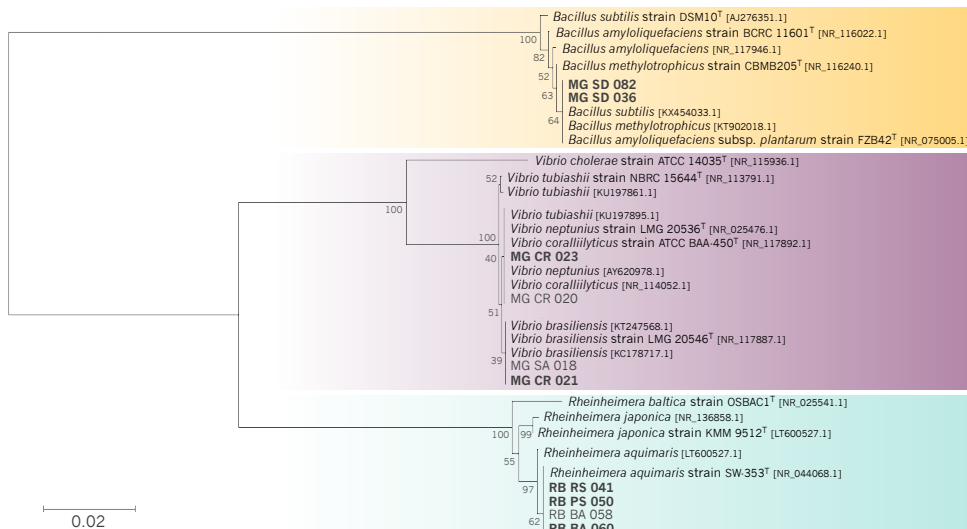 Bacillus subtilis strain DSM10T [AJ276351.1]
100
Bacillus amyloliquefaciens strain BCRC 11601T [NR_116022.1]
82
Bacillus amyloliquefaciens [NR_117946.1]
52
Bacillus methylotrophicus strain CBMB205T [NR_116240.1]
63
MG SD 082
MG SD 036
64
Bacillus subtilis [KX454033.1]
Bacillus methylotrophicus [KT902018.1]
Bacillus amyloliquefaciens subsp. plantarum strain FZB42T [NR_075005.1]
Vibrio cholerae strain ATCC 14035T [NR_115936.1]
52
Vibrio tubiashii strain NBRC 15644T [NR_113791.1]
Vibrio tubiashii [KU197861.1]
100
Vibrio tubiashii [KU197895.1]
Vibrio neptunius strain LMG 20536T [NR_025476.1]
100
Vibrio coralliilyticus strain ATCC BAA-450T [NR_117892.1]
40
MG CR 023
Vibrio neptunius [AY620978.1]
Vibrio coralliilyticus [NR_114052.1]
MG CR 020
51
Vibrio brasiliensis [KT247568.1]
Vibrio brasiliensis strain LMG 20546T [NR_117887.1]
Vibrio brasiliensis [KC178717.1]
39
MG SA 018
MG CR 021
Rheinheimera baltica strain OSBAC1T [NR_025541.1]
Rheinheimera japonica [NR_136858.1]
100
99
Rheinheimera japonica strain KMM 9512T [LT600527.1]
55
Rheinheimera aquimaris [LT600527.1]
Rheinheimera aquimaris strain SW-353T [NR_044068.1]
97
RB RS 041
RB PS 050
RB BA 058
62
RB BA 060
0.02